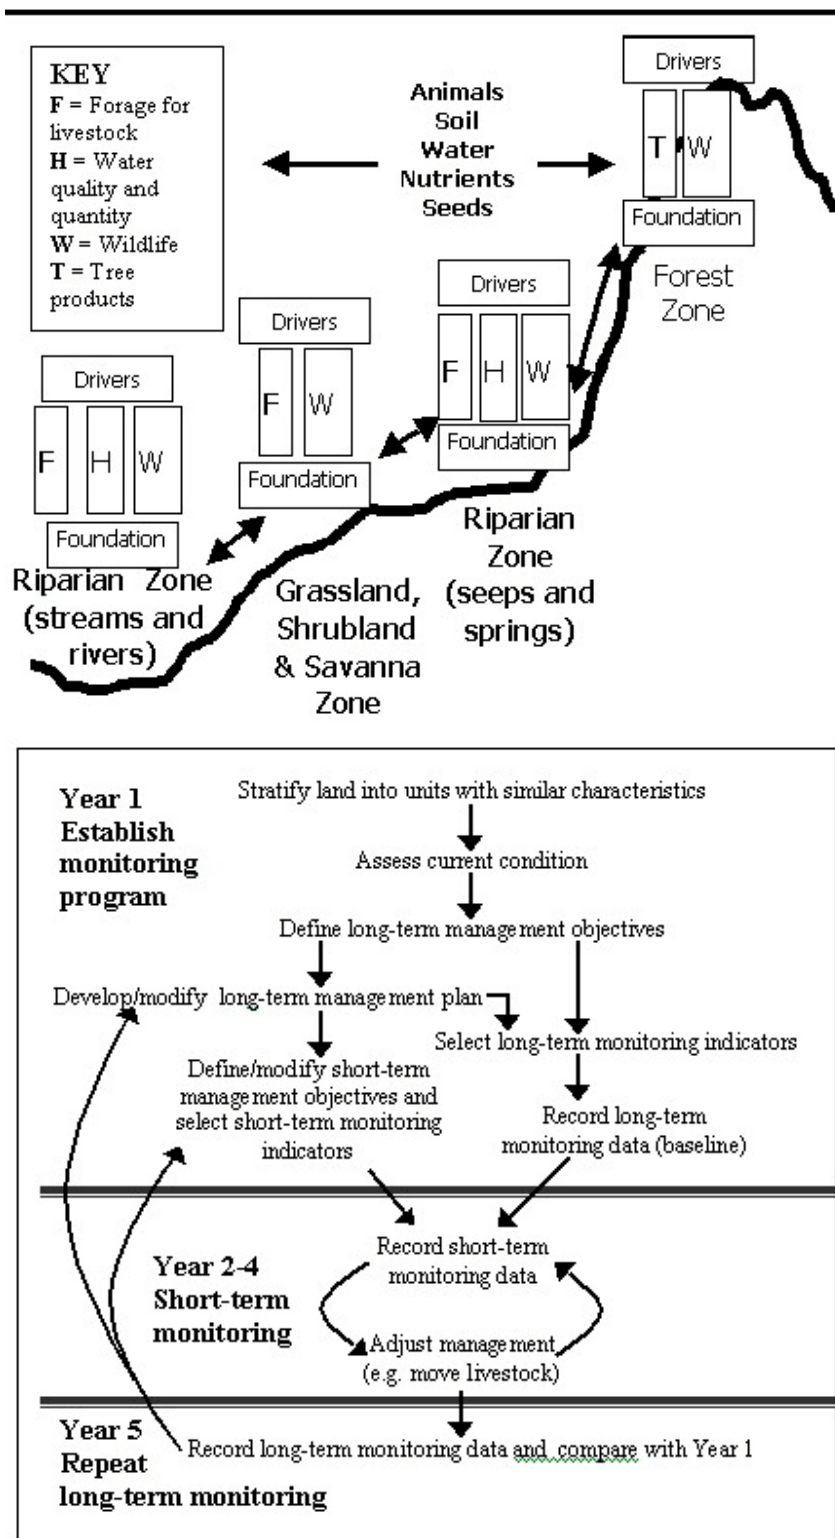 KEY
F = Forage for
livestock
H = Water
quality and
quantity
W = Wildlife
T = Tree
products
Animals
Soil
Water
Nutrients
Seeds
Drivers
T W
Foundation
Forest
Zone
Drivers
F H W
Foundation
Riparian
Zone
(seeps and
springs)
Drivers
F W
Foundation
Grassland,
Shrubland
& Savanna
Zone
Drivers
F H W
Foundation
Riparian Zone
(streams and
rivers)
Year 1
Establish
monitoring
program
Stratify land into units with similar characteristics
Assess current condition
Define long-term management objectives
Develop/modify long-term management plan
Select long-term monitoring indicators
Define/modify short-term
management objectives and
select short-term monitoring
indicators
Record long-term
monitoring data (baseline)
Year 2-4
Short-term
monitoring
Record short-term
monitoring data
Adjust management
(e.g. move livestock)
Year 5
Repeat
long-term monitoring
Record long-term monitoring data and compare with Year 1